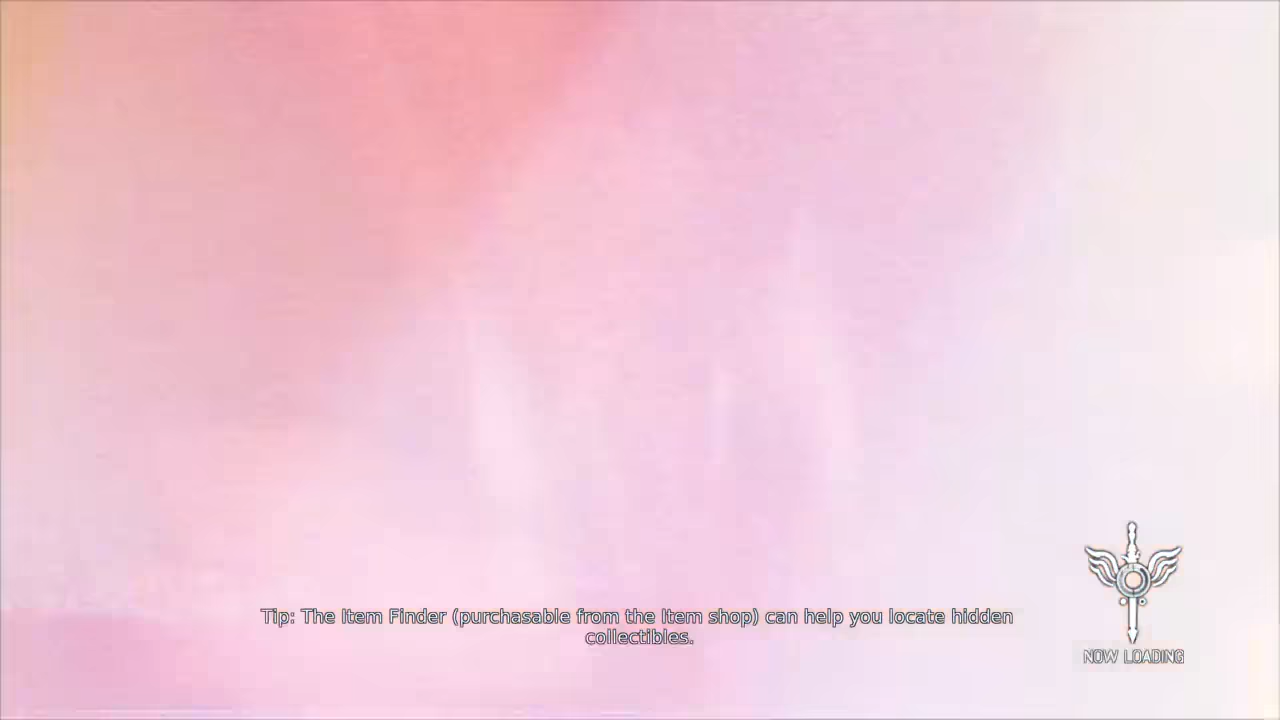 Tip: The Item Finder (purchasable from the Item shop) can help you locate hidden
collectibles.
NOW LOADING